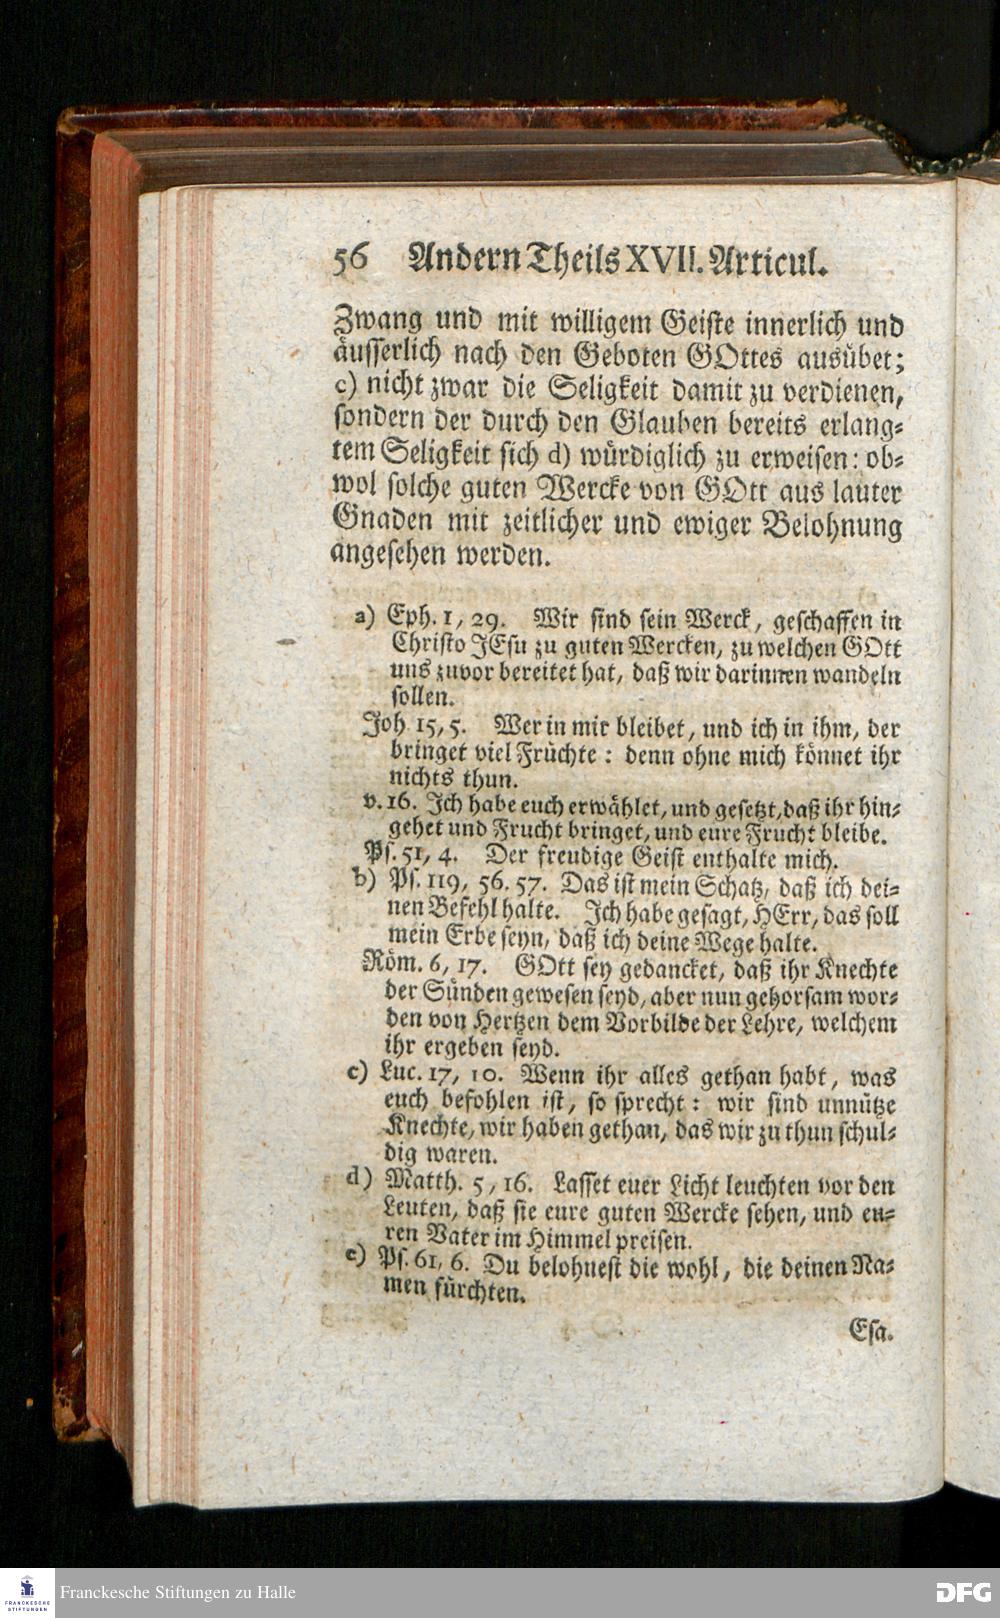 56 Andern Theils XVII. Articul.
Zwang und mit willigem Geiste innerlich und
äusserlich nach den Geboten GOttes ausübet;
c) nicht zwar die Seligkeit damit zu verdienen,
sondern der durch den Glauben bereits erlang=
tem Seligkeit sich d) würdiglich zu erweisen: ob=
wol solche guten Wercke von GOtt aus lauter
Gnaden mit zeitlicher und ewiger Belohnung
angesehen werden.
a) Eph. 1, 29. Wir sind sein Werck, geschaffen in
Christo JEsu zu guten Wercken, zu welchen GOtt
uns zuvor bereitet hat, daß wir darinnen wandeln
sollen.
Joh. 15, 5. Wer in mir bleibet, und ich in ihm, der
bringet viel Früchte: denn ohne mich könnet ihr
nichts thun.
v. 16. Ich habe euch erwählet, und gesetzt, daß ihr hin=
gehet und Frucht bringet, und eure Frucht bleibe.
Ps. 51, 4. Der freudige Geist enthalte mich.
b) Ps. 119, 56. 57. Das ist mein Schatz, daß ich dei=
nen Befehl halte. Ich habe gesagt, HErr, das soll
mein Erbe seyn, daß ich deine Wege halte.
Röm. 6, 17. GOtt sey gedancket, daß ihr Knechte
der Sünden gewesen seyd, aber nun gehorsam wor=
den von Hertzen dem Vorbilde der Lehre, welchem
ihr ergeben seyd.
c) Luc. 17, 10. Wenn ihr alles gethan habt, was
euch befohlen ist, so sprecht: wir sind unnütze
Knechte, wir haben gethan, das wir zu thun schul=
dig waren.
d) Matth. 5, 16. Lasset euer Licht leuchten vor den
Leuten, daß sie eure guten Wercke sehen, und eu=
ren Vater im Himmel preisen.
e) Ps. 61, 6. Du belohnest die wohl, die deinen Na=
men fürchten.
Esa.
FRANCKESCHE
STIFTUNGEN
Franckesche Stiftungen zu Halle
DFG